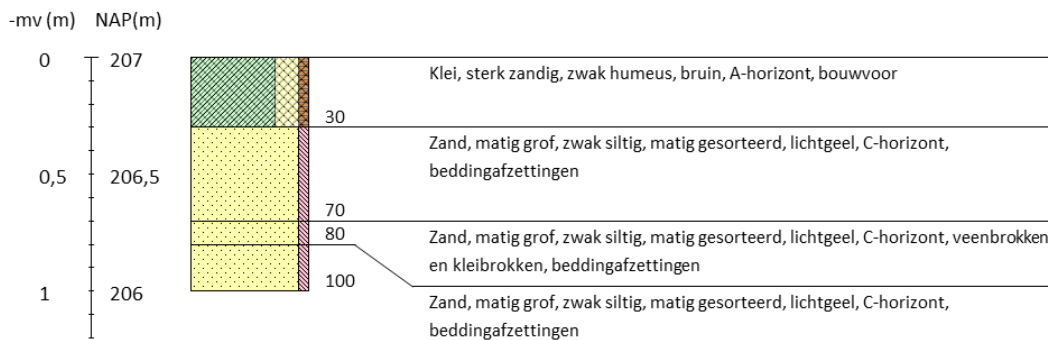 -mv (m) NAP(m)
0 207
Klei, sterk zandig, zwak humeus, bruin, A-horizont, bouwvoor
30
Zand, matig grof, zwak siltig, matig gesorteerd, lichtgeel, C-horizont,
beddingafzettingen
0,5 206,5
70
80
Zand, matig grof, zwak siltig, matig gesorteerd, lichtgeel, C-horizont, veenbrokken
en kleibrokken, beddingafzettingen
100
1 206
Zand, matig grof, zwak siltig, matig gesorteerd, lichtgeel, C-horizont,
beddingafzettingen